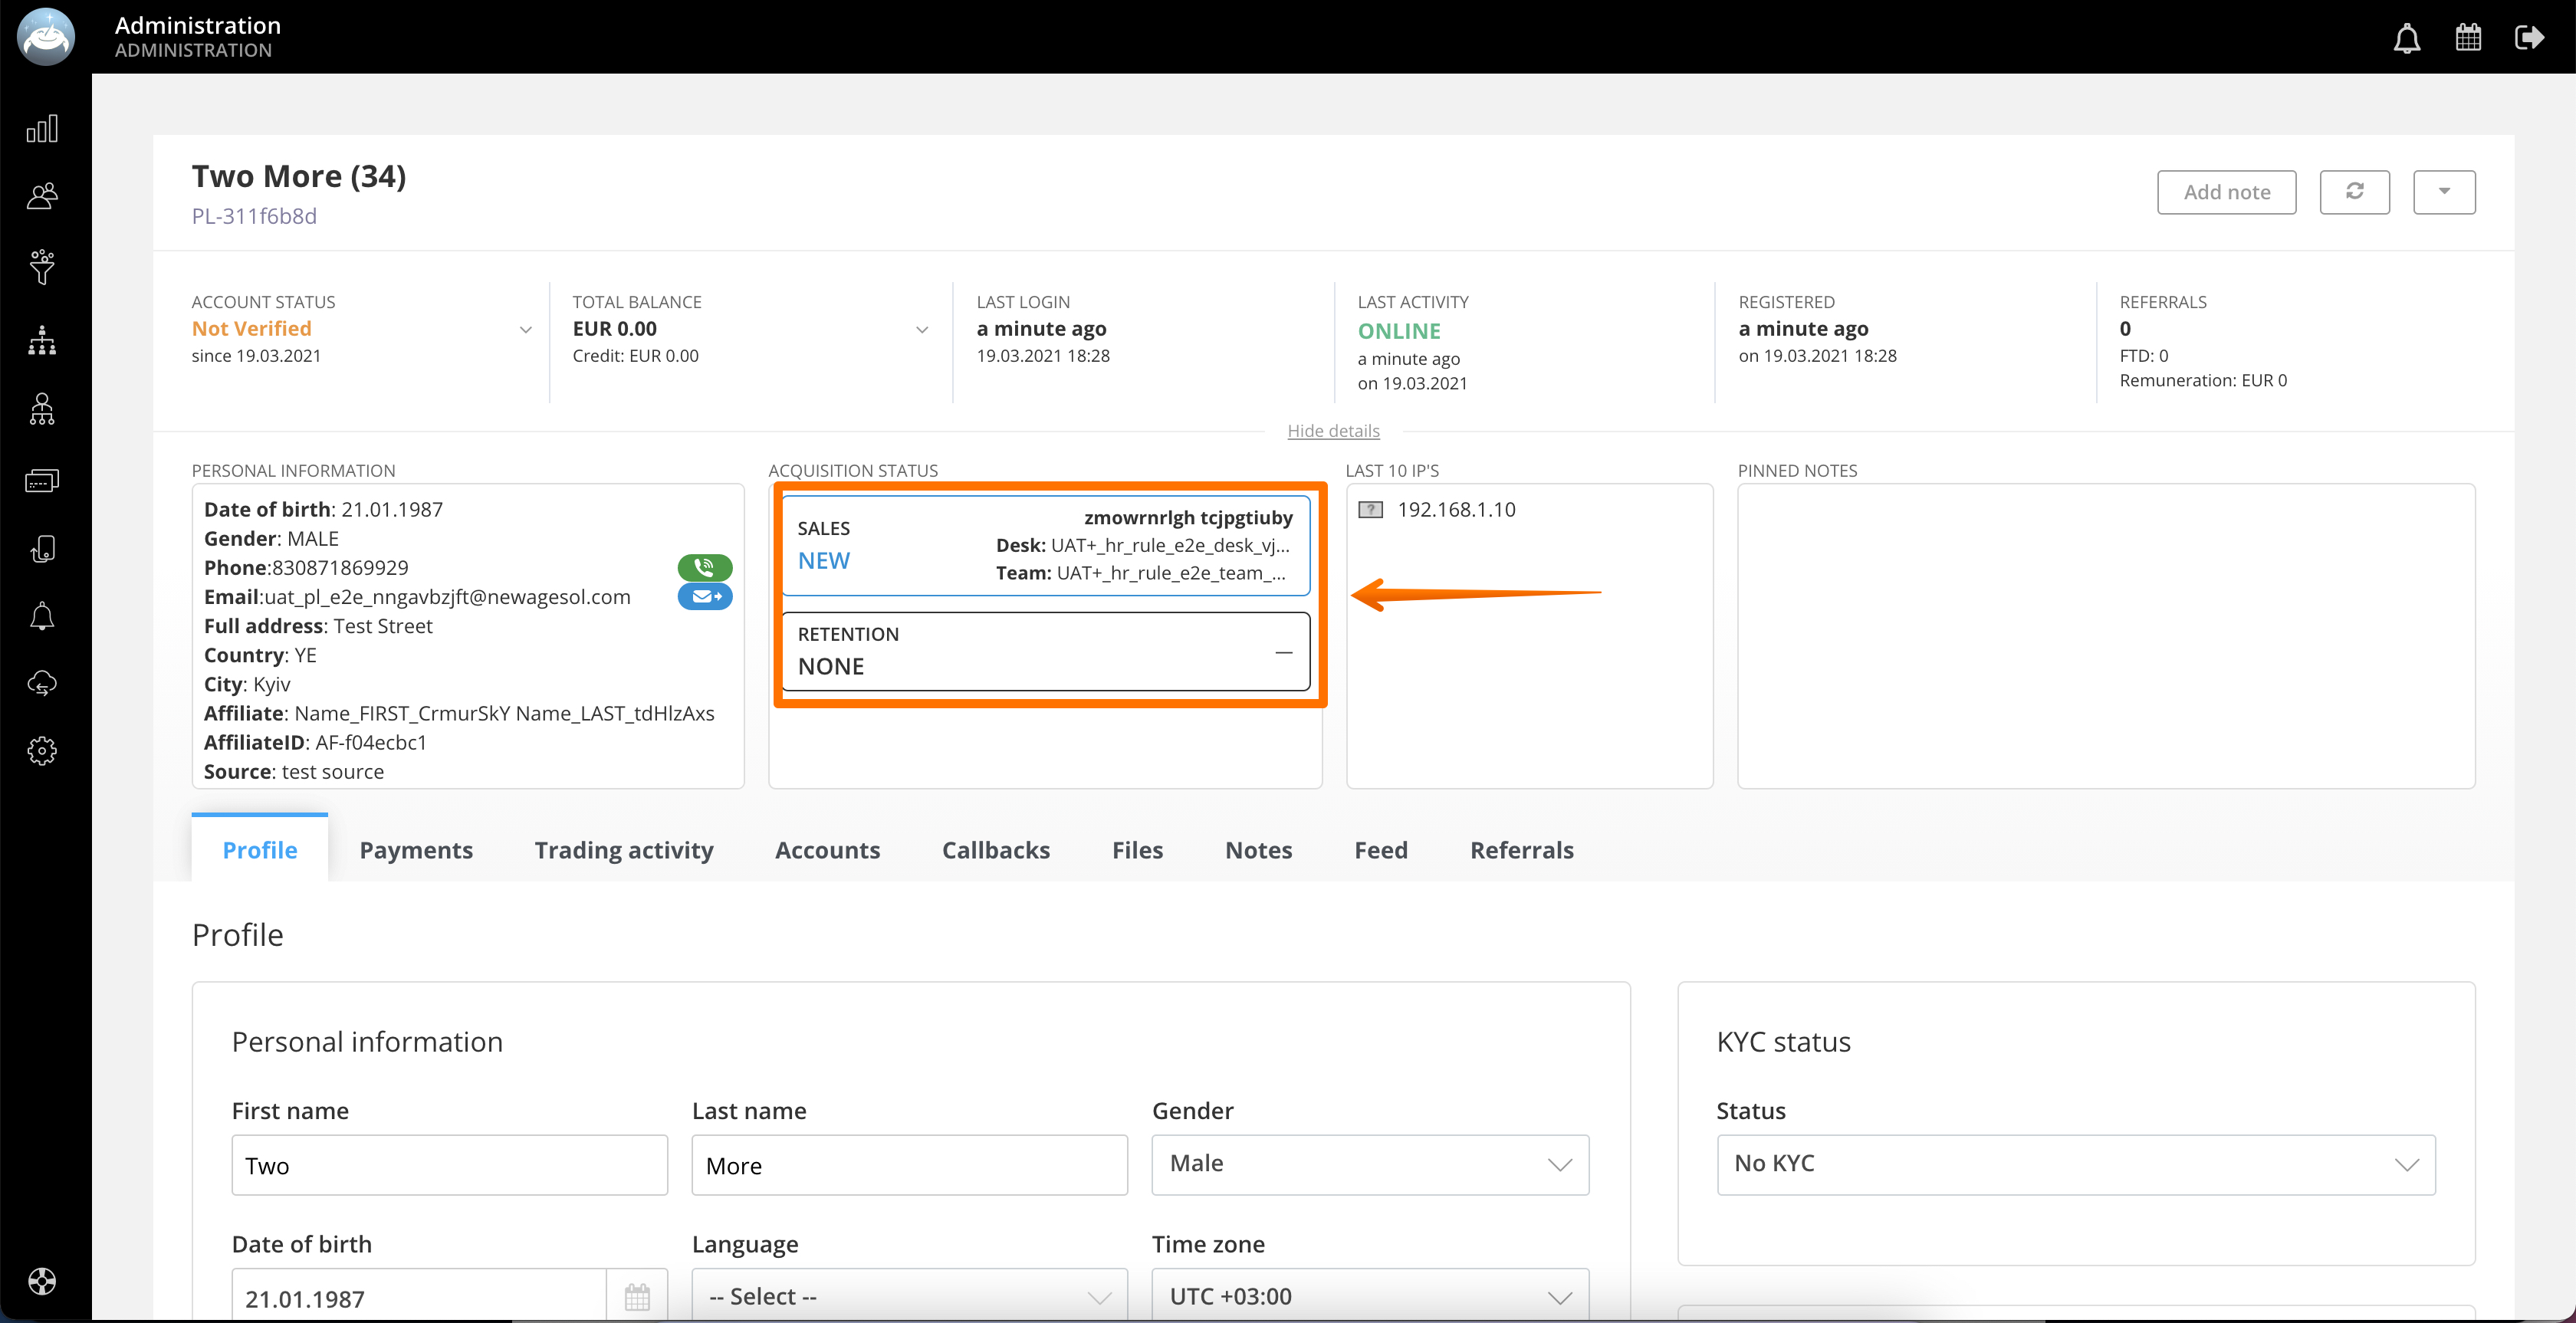 Administration
ADMINISTRATION
Two More (34)
PL-311f6b8d
Add note
ACCOUNT STATUS
Not Verified
since 19.03.2021
TOTAL BALANCE
EUR 0.00
Credit: EUR 0.00
LAST LOGIN
a minute ago
19.03.2021 18:28
LAST ACTIVITY
ONLINE
a minute ago
on 19.03.2021
REGISTERED
a minute ago
on 19.03.2021 18:28
REFERRALS
0
FTD: 0
Remuneration: EUR 0
Hide details
PERSONAL INFORMATION
Date of birth: 21.01.1987
Gender: MALE
Phone:830871869929
Email:uat_pl_e2e_nngavbzjft@newagesol.com
Full address: Test Street
Country: YE
City: Kyiv
Affiliate: Name_FIRST_CrmurSkY Name_LAST_tdHlzAxs
AffiliateID: AF-f04ecbc1
Source: test source
ACQUISITION STATUS
SALES
NEW
zmowrnrlgh tcjpgtiuby
Desk: UAT+_hr_rule_e2e_desk_vj...
Team: UAT+_hr_rule_e2e_team_...
RETENTION
NONE
—
LAST 10 IP'S
? 192.168.1.10
PINNED NOTES
Profile Payments Trading activity Accounts Callbacks Files Notes Feed Referrals
Profile
Personal information
First name
Two
Last name
More
Gender
Male
Date of birth
21.01.1987
Language
-- Select --
Time zone
UTC +03:00
KYC status
Status
No KYC